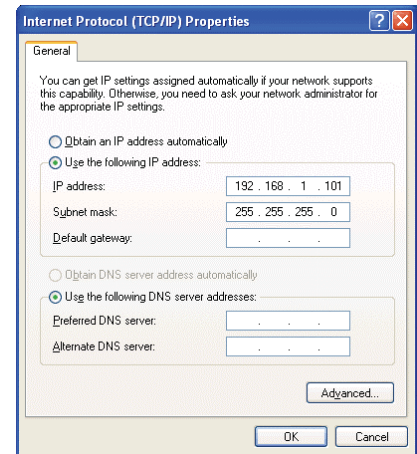 Internet Protocol (TCP/IP) Properties
General
You can get IP settings assigned automatically if your network supports
this capability. Otherwise, you need to ask your network administrator for
the appropriate IP settings.
Obtain an IP address automatically
Use the following IP address:
IP address: 192 . 168 . 1 . 101
Subnet mask: 255 . 255 . 255 . 0
Default gateway: . . .
Obtain DNS server address automatically
Use the following DNS server addresses:
Preferred DNS server: . . .
Alternate DNS server: . . .
Advanced...
OK Cancel